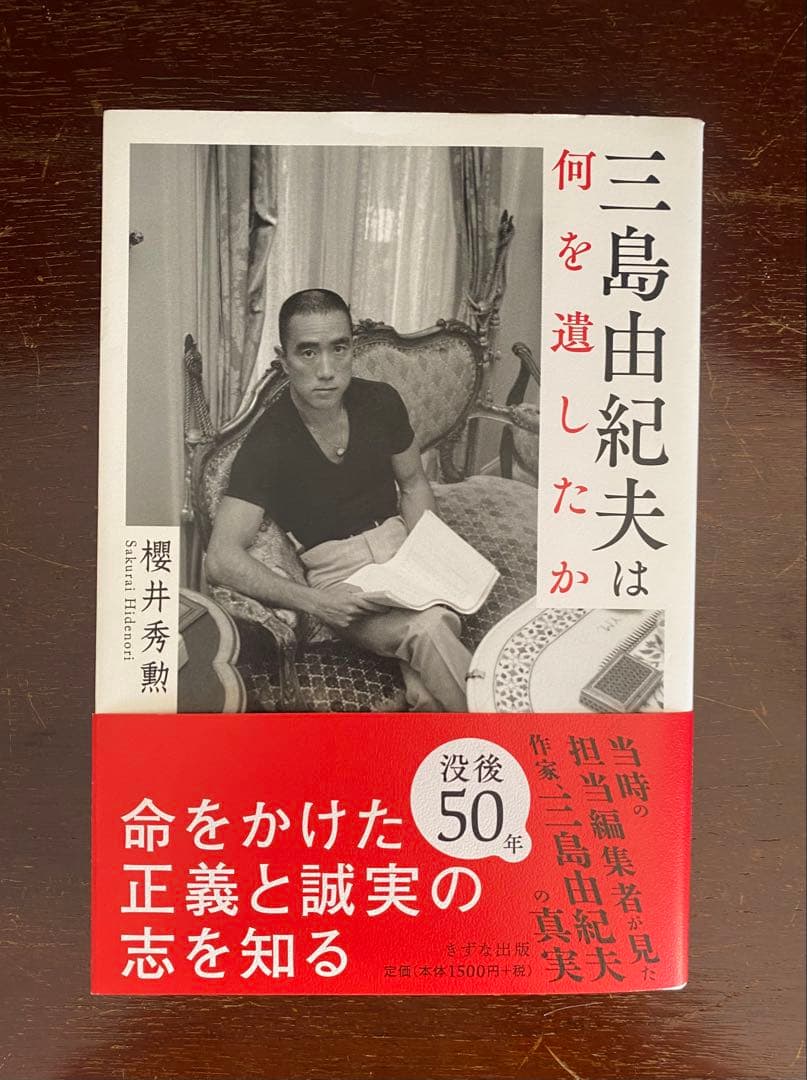 三島由紀夫は
何を遺したか
櫻井秀勲
Sakurai Hidenori
没後
50年
当時の
担当編集者が見た
作家、三島由紀夫
の真実
命をかけた
正義と誠実の
志を知る
きずな出版
定価(本体1500円+税)